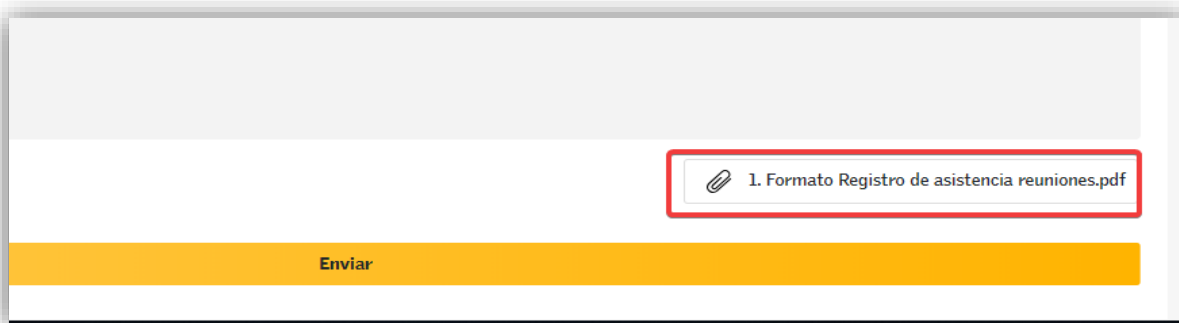 1. Formato Registro de asistencia reuniones.pdf
Enviar